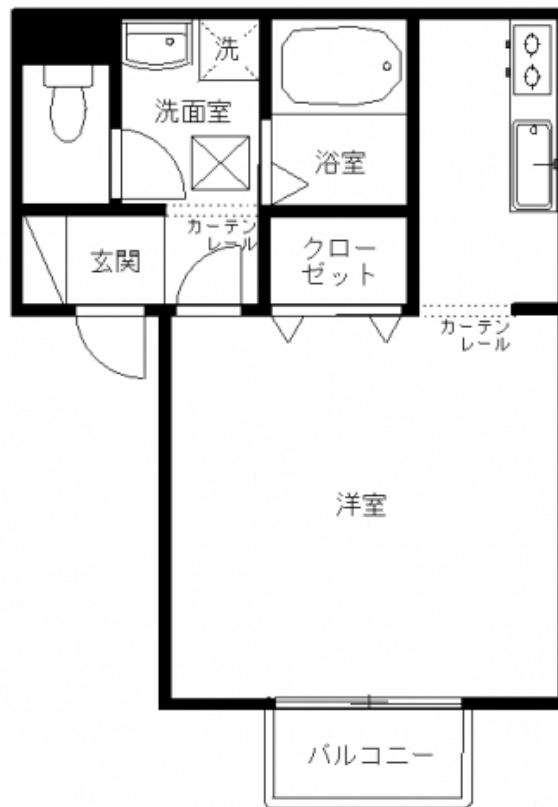 洗
洗面室
浴室
カーテン
レール
玄関
クロー
ゼット
カーテン
レール
洋室
バルコニー